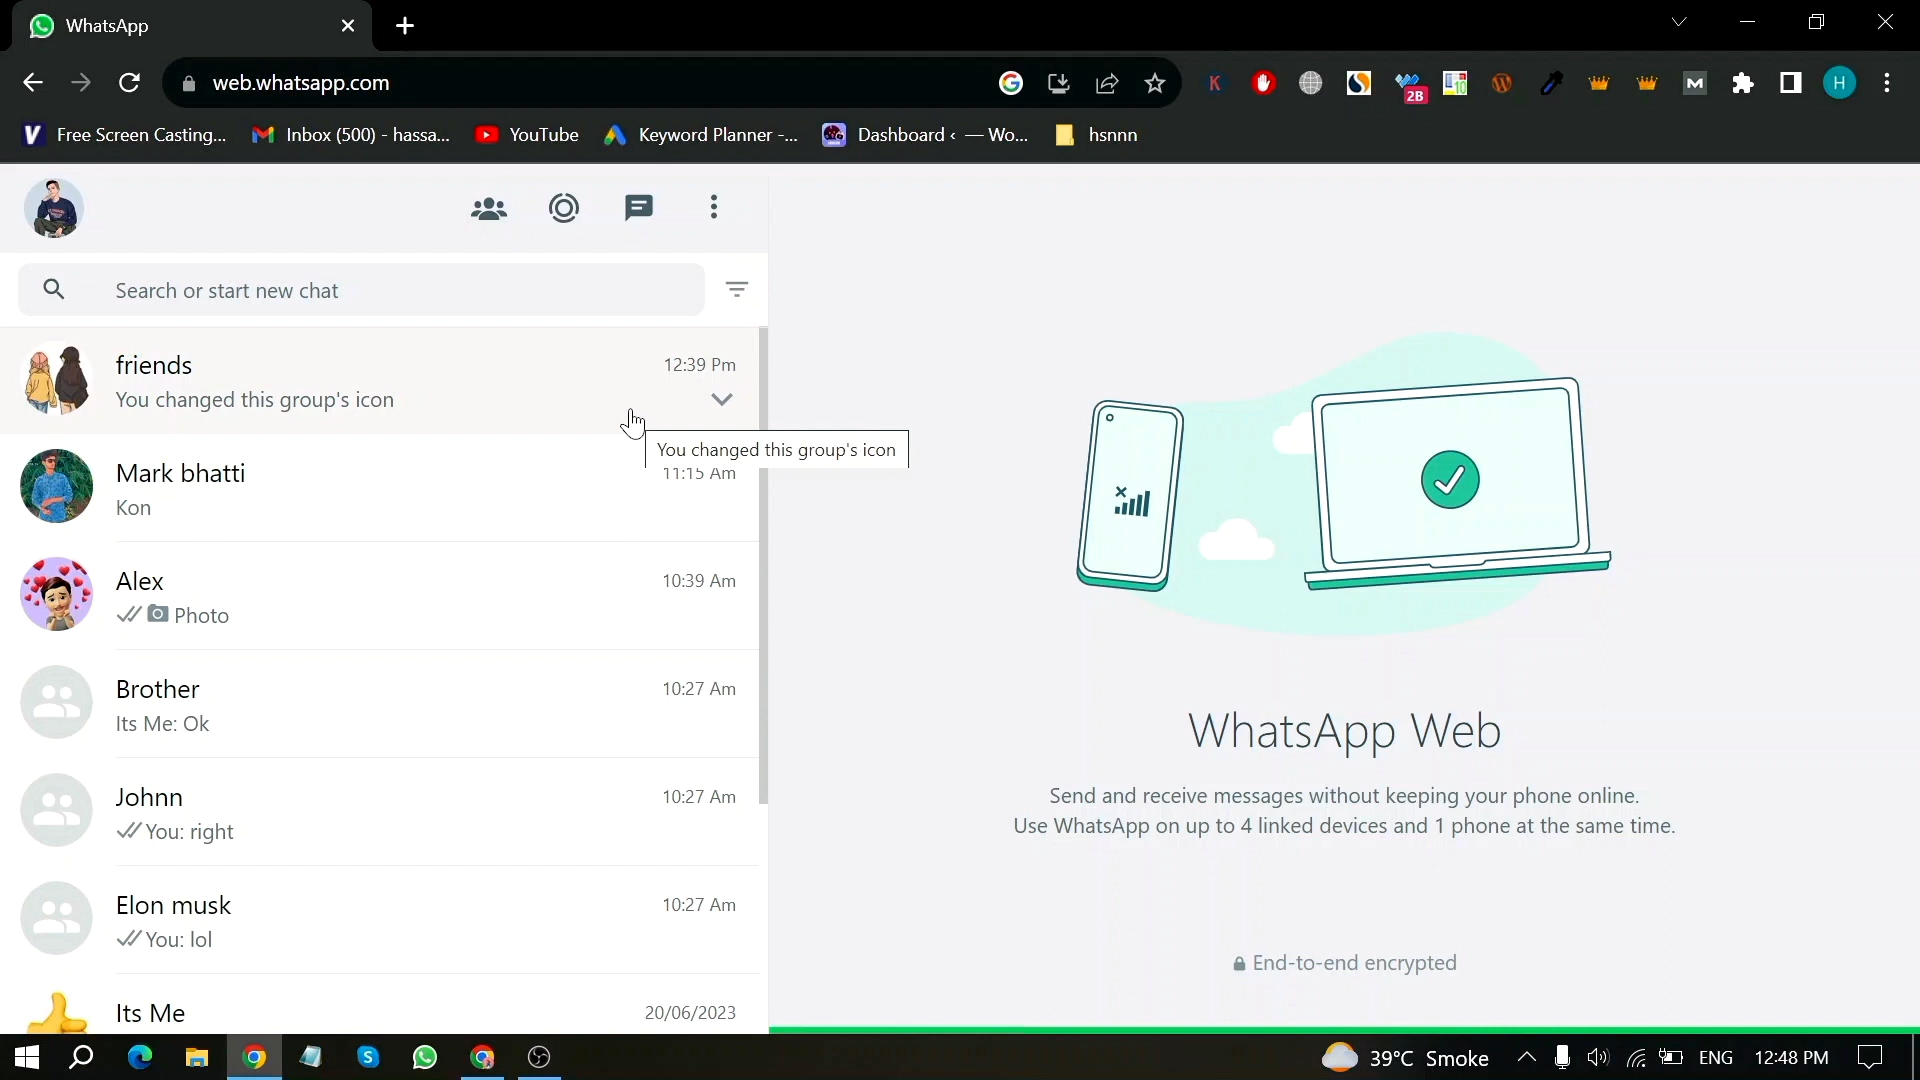 WhatsApp
web.whatsapp.com
K
2B
10
M
H
Free Screen Casting...
Inbox (500) - hassa...
YouTube
Keyword Planner -...
Dashboard ‹ — Wo...
hsnnn
Search or start new chat
friends
12:39 Pm
You changed this group's icon
You changed this group's icon
Mark bhatti
11:15 Am
Kon
Alex
10:39 Am
Photo
Brother
10:27 Am
Its Me: Ok
Johnn
10:27 Am
You: right
Elon musk
10:27 Am
You: lol
Its Me
20/06/2023
WhatsApp Web
Send and receive messages without keeping your phone online.
Use WhatsApp on up to 4 linked devices and 1 phone at the same time.
End-to-end encrypted
39°C Smoke
ENG
12:48 PM